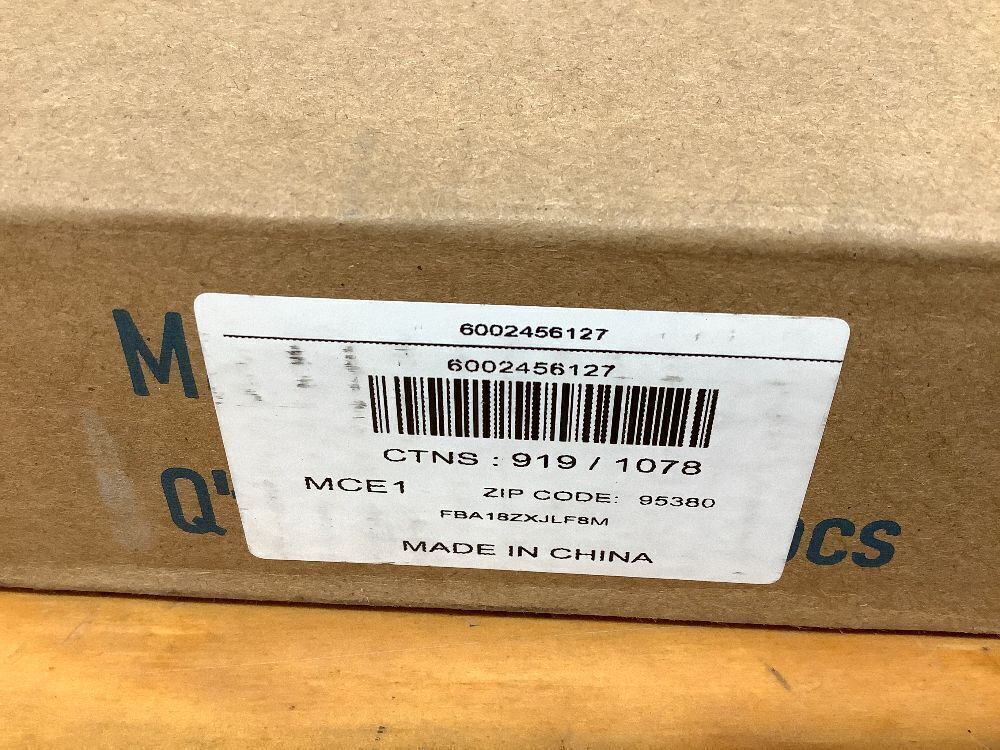 6002456127
6002456127
CTNS : 919 / 1078
MCE1 ZIP CODE: 95380
FBA18ZXJLF8M
MADE IN CHINA